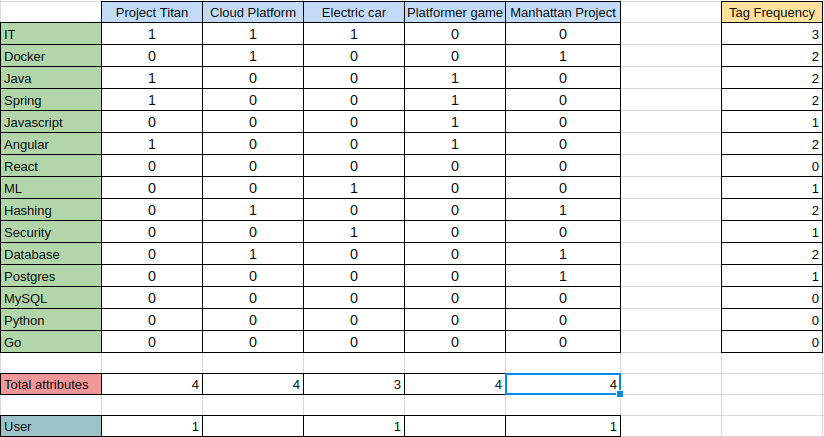 Project Titan Cloud Platform Electric car Platformer game Manhattan Project Tag Frequency
IT 1 1 1 0 0 3
Docker 0 1 0 0 1 2
Java 1 0 0 1 0 2
Spring 1 0 0 1 0 2
Javascript 0 0 0 1 0 1
Angular 1 0 0 1 0 2
React 0 0 0 0 0 0
ML 0 0 1 0 0 1
Hashing 0 1 0 0 1 2
Security 0 0 1 0 0 1
Database 0 1 0 0 1 2
Postgres 0 0 0 0 1 1
MySQL 0 0 0 0 0 0
Python 0 0 0 0 0 0
Go 0 0 0 0 0 0
Total attributes 4 4 3 4 4
User 1 1 1